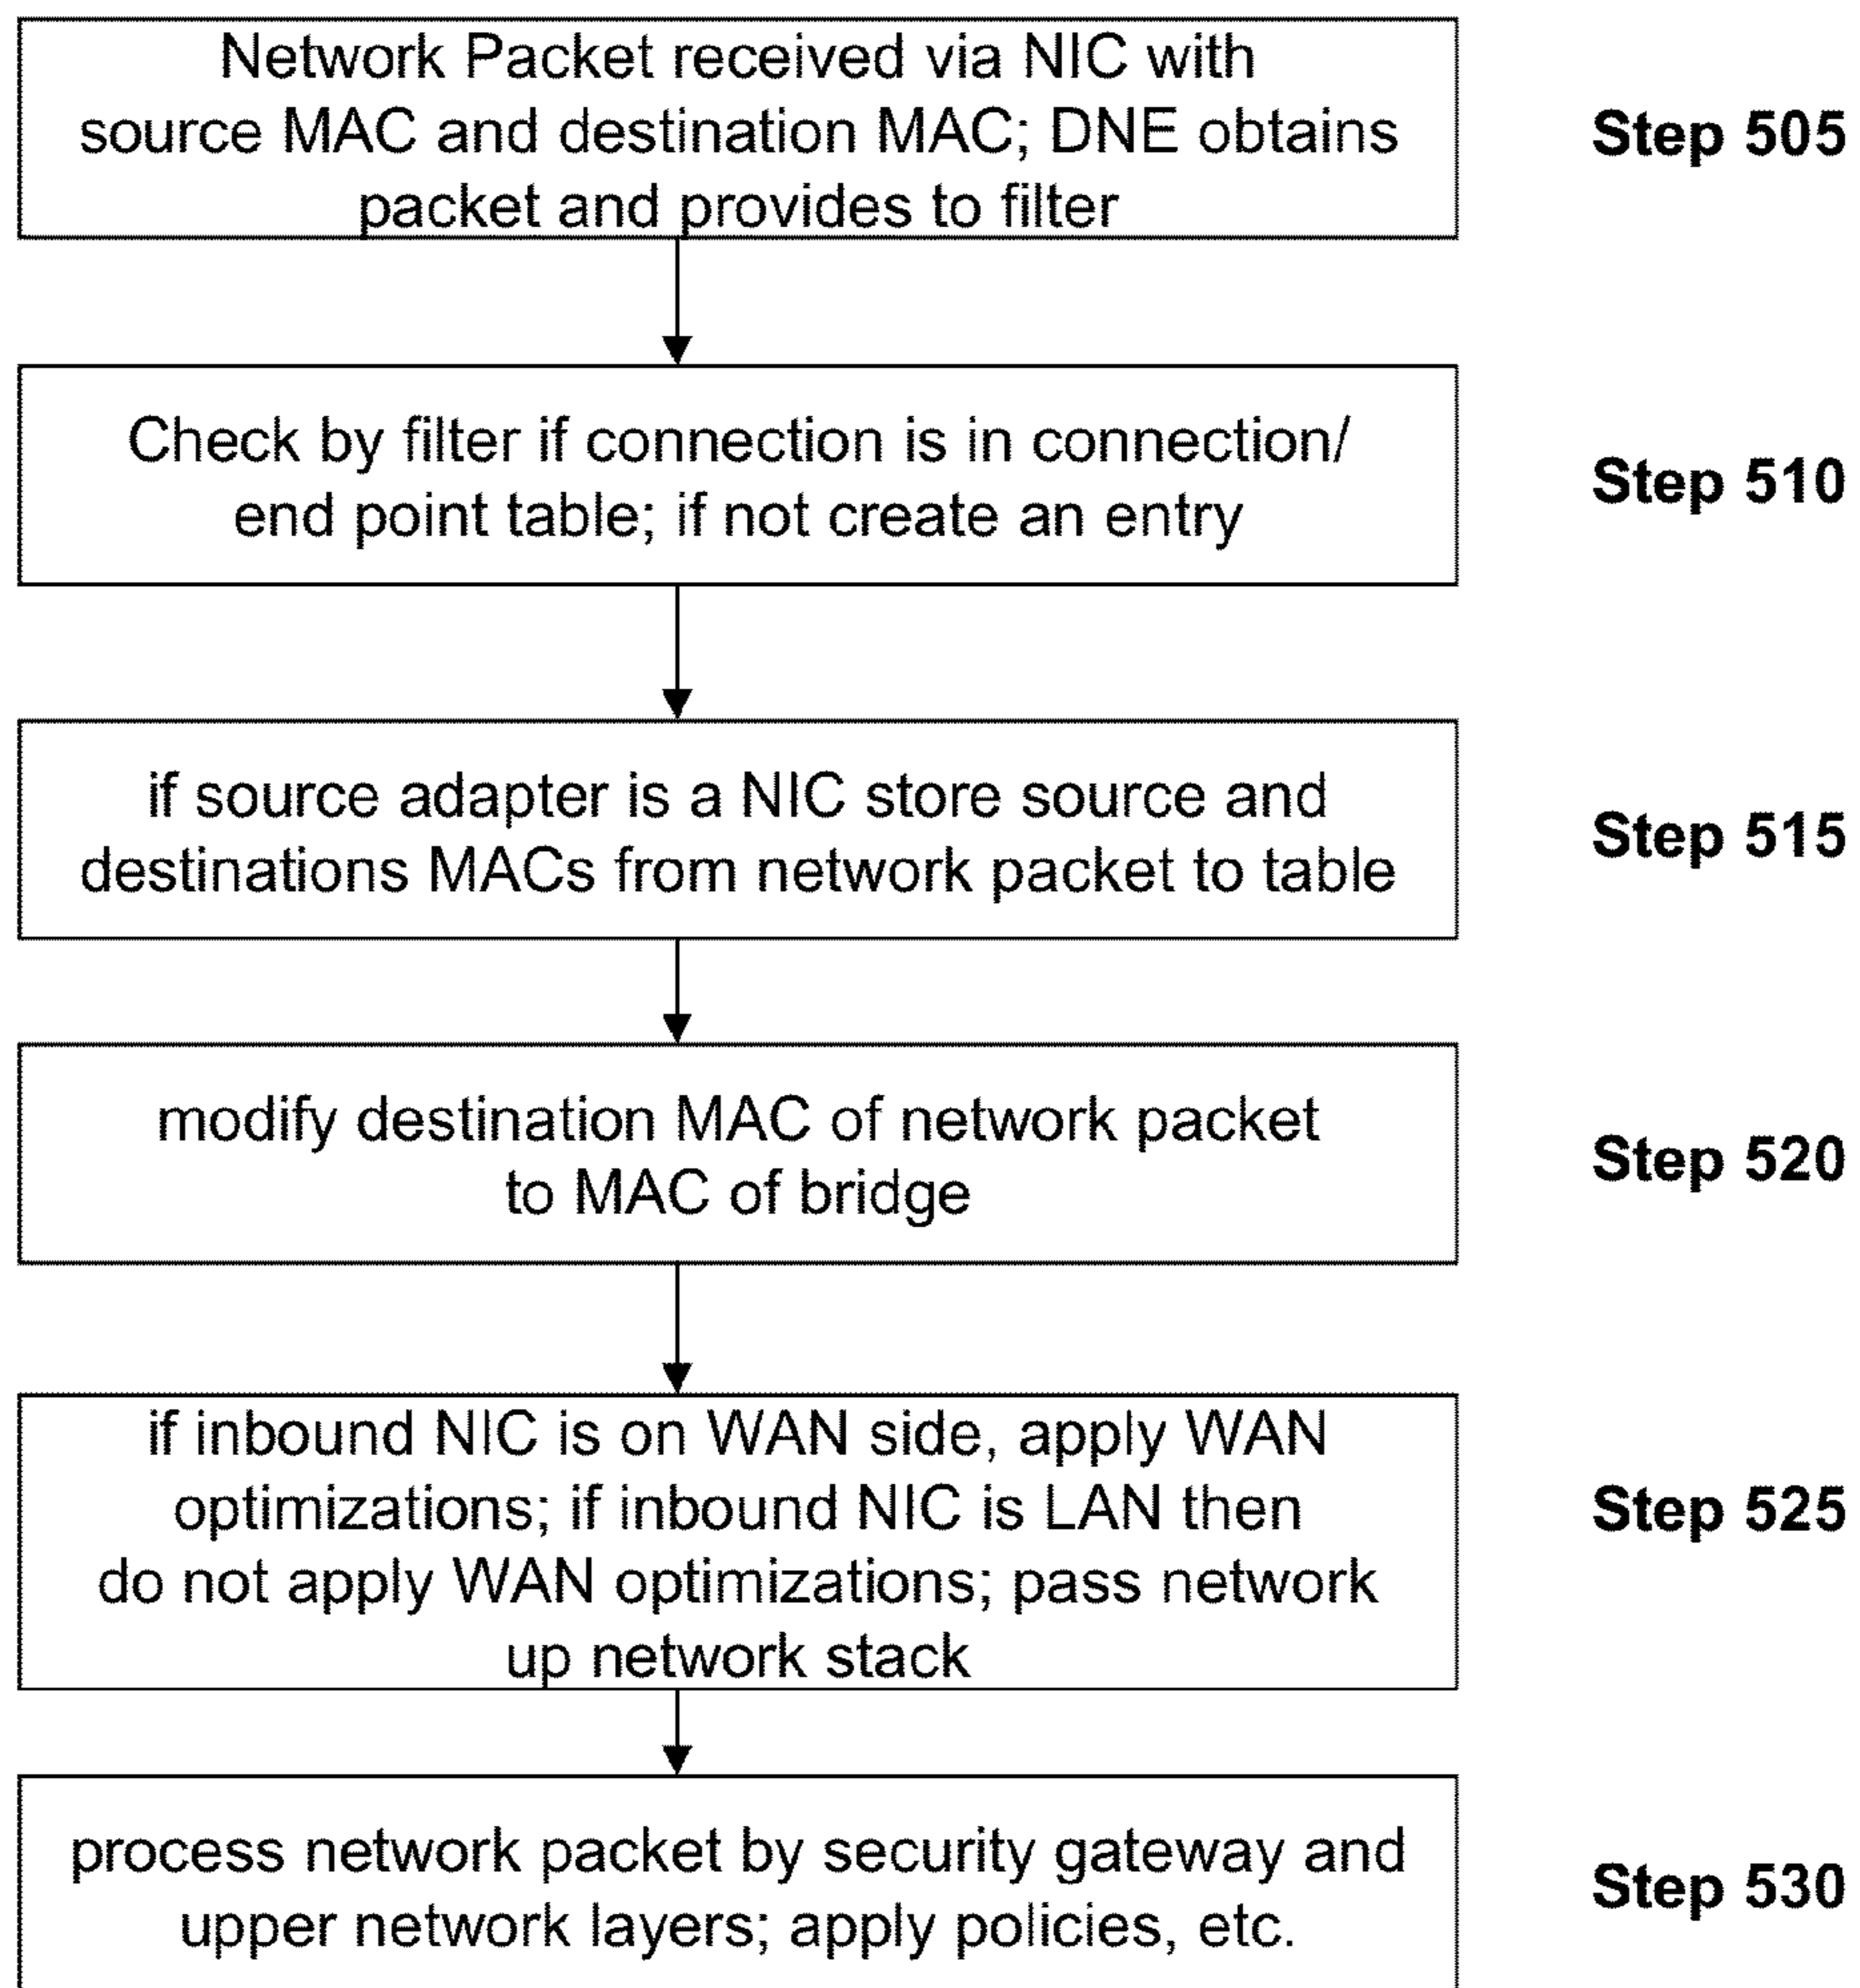 Network Packet received via NIC with
source MAC and destination MAC; DNE obtains
packet and provides to filter
Step 505
Check by filter if connection is in connection/
end point table; if not create an entry
Step 510
if source adapter is a NIC store source and
destinations MACs from network packet to table
Step 515
modify destination MAC of network packet
to MAC of bridge
Step 520
if inbound NIC is on WAN side, apply WAN
optimizations; if inbound NIC is LAN then
do not apply WAN optimizations; pass network
up network stack
Step 525
process network packet by security gateway and
upper network layers; apply policies, etc.
Step 530